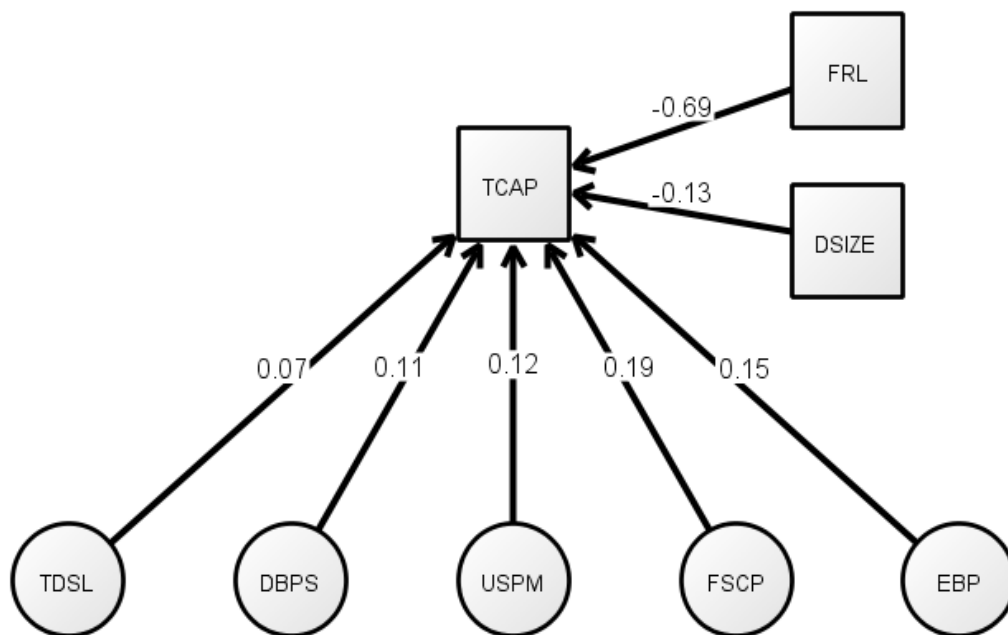 FRL
-0.69
TCAP
-0.13
DSIZE
0.07
0.11
0.12
0.19
0.15
TDSL
DBPS
USPM
FSCP
EBP